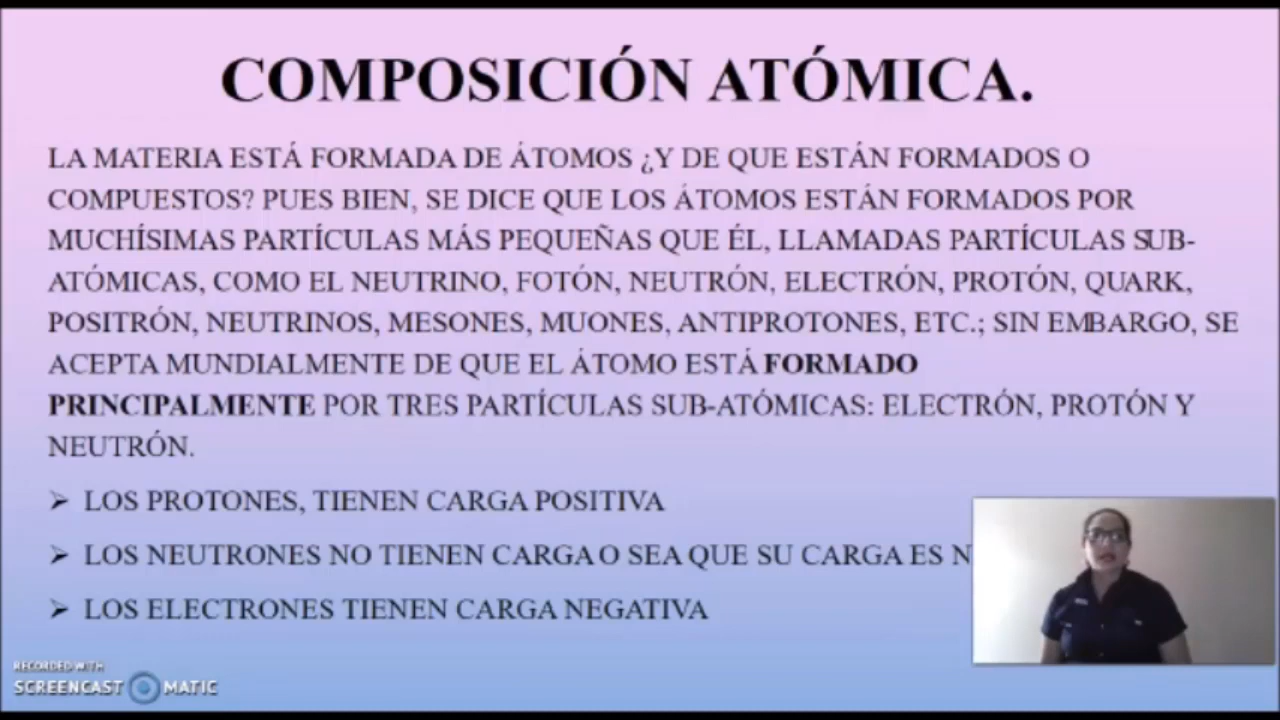 COMPOSICIÓN ATÓMICA.
LA MATERIA ESTÁ FORMADA DE ÁTOMOS ¿Y DE QUE ESTÁN FORMADOS O
COMPUESTOS? PUES BIEN, SE DICE QUE LOS ÁTOMOS ESTÁN FORMADOS POR
MUCHÍSIMAS PARTÍCULAS MÁS PEQUEÑAS QUE ÉL, LLAMADAS PARTÍCULAS SUB-
ATÓMICAS, COMO EL NEUTRINO, FOTÓN, NEUTRÓN, ELECTRÓN, PROTÓN, QUARK,
POSITRÓN, NEUTRINOS, MESONES, MUONES, ANTIPROTONES, ETC.; SIN EMBARGO, SE
ACEPTA MUNDIALMENTE DE QUE EL ÁTOMO ESTÁ FORMADO
PRINCIPALMENTE POR TRES PARTÍCULAS SUB-ATÓMICAS: ELECTRÓN, PROTÓN Y
NEUTRÓN.
➢ LOS PROTONES, TIENEN CARGA POSITIVA
➢ LOS NEUTRONES NO TIENEN CARGA O SEA QUE SU CARGA ES
➢ LOS ELECTRONES TIENEN CARGA NEGATIVA
RECORDED WITH
SCREENCAST MATIC